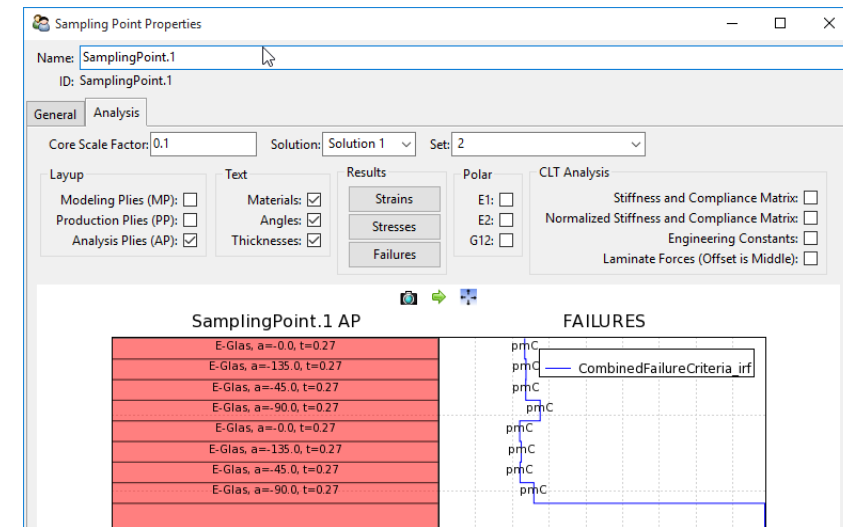 Sampling Point Properties
Name: SamplingPoint.1
ID: SamplingPoint.1
General Analysis
Core Scale Factor: 0.1 Solution: Solution 1 Set: 2
Layup
Modeling Plies (MP):
Production Plies (PP):
Analysis Plies (AP):
Text
Materials:
Angles:
Thicknesses:
Results
Strains
Stresses
Failures
Polar
E1:
E2:
G12:
CLT Analysis
Stiffness and Compliance Matrix:
Normalized Stiffness and Compliance Matrix:
Engineering Constants:
Laminate Forces (Offset is Middle):
SamplingPoint.1 AP
E-Glas, a=-0.0, t=0.27
E-Glas, a=-135.0, t=0.27
E-Glas, a=-45.0, t=0.27
E-Glas, a=-90.0, t=0.27
E-Glas, a=-0.0, t=0.27
E-Glas, a=-135.0, t=0.27
E-Glas, a=-45.0, t=0.27
E-Glas, a=-90.0, t=0.27
FAILURES
CombinedFailureCriteria_irf
pmC
pmC
pmC
pmC
pmC
pmC
pmC
pmC